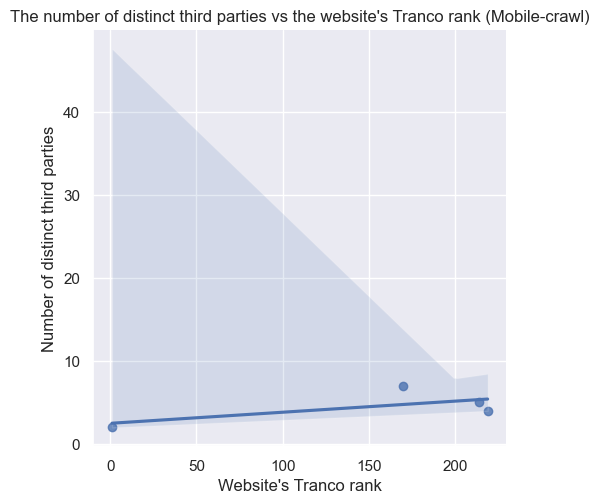 The number of distinct third parties vs the website's Tranco rank (Mobile-crawl)
Number of distinct third parties
40
30
20
10
0
0 50 100 150 200
Website's Tranco rank